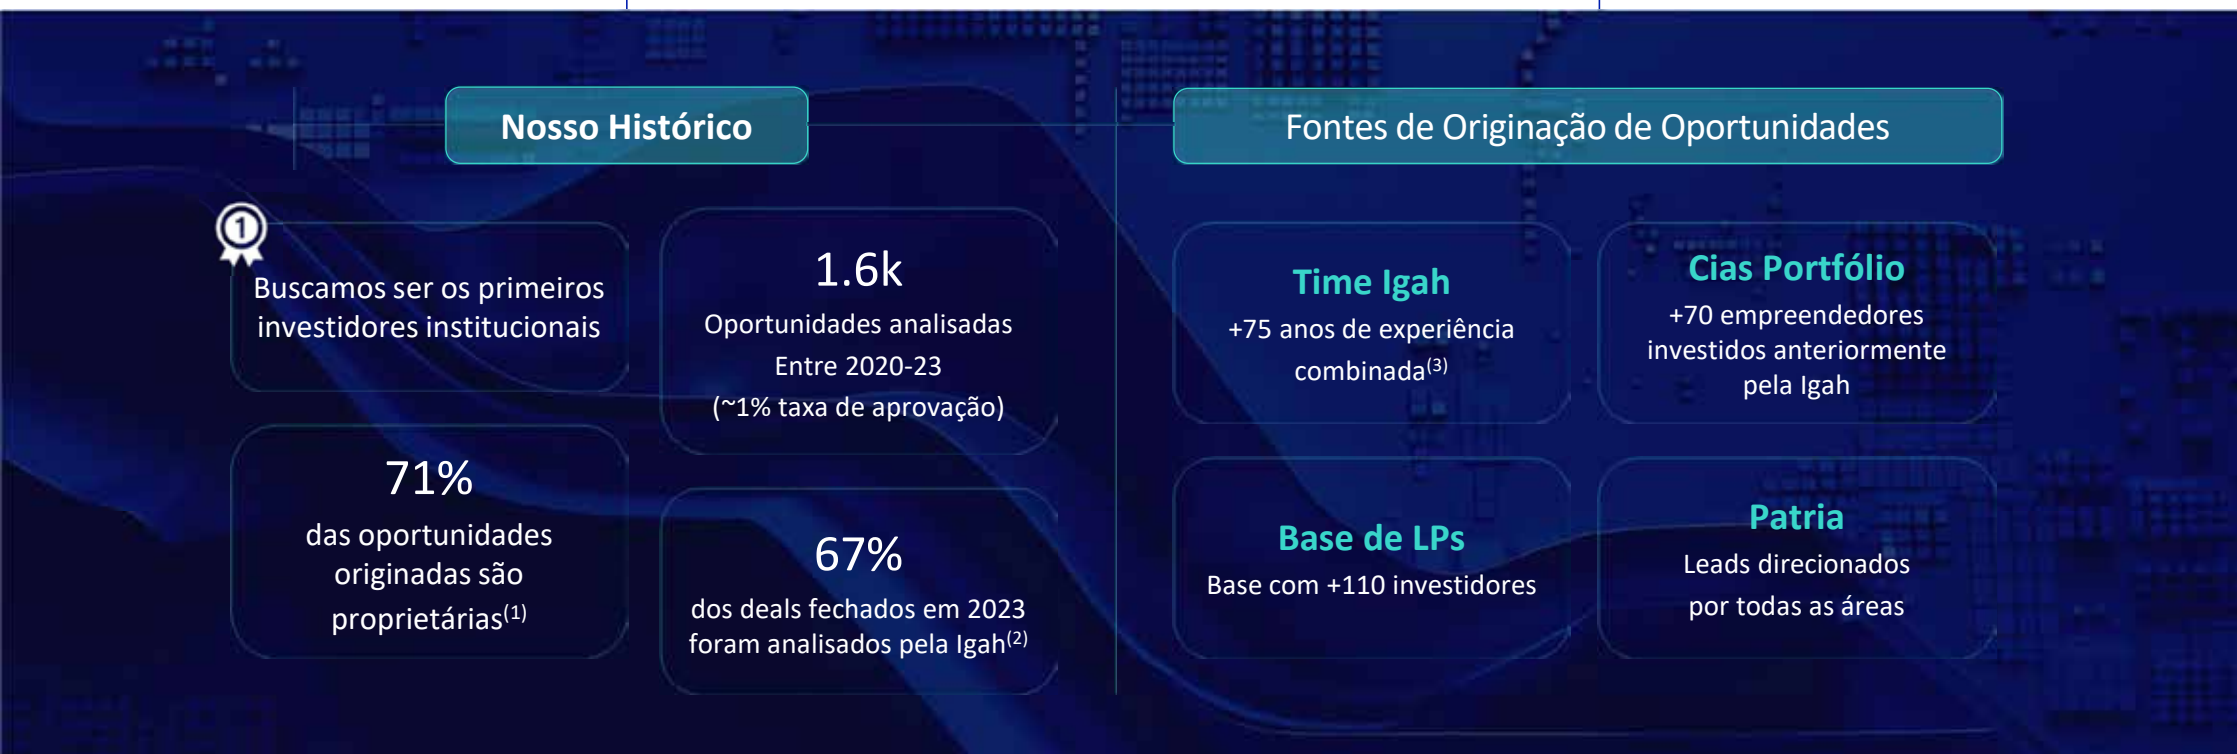 Nosso Histórico
1
Buscamos ser os primeiros
investidores institucionais
1.6k
Oportunidades analisadas
Entre 2020-23
(~1% taxa de aprovação)
71%
das oportunidades
originadas são
proprietárias(1)
67%
dos deals fechados em 2023
foram analisados pela Igah(2)
Fontes de Originação de Oportunidades
Time Igah
+75 anos de experiência
combinada(3)
Cias Portfólio
+70 empreendedores
investidos anteriormente
pela Igah
Base de LPs
Base com +110 investidores
Patria
Leads direcionados
por todas as áreas